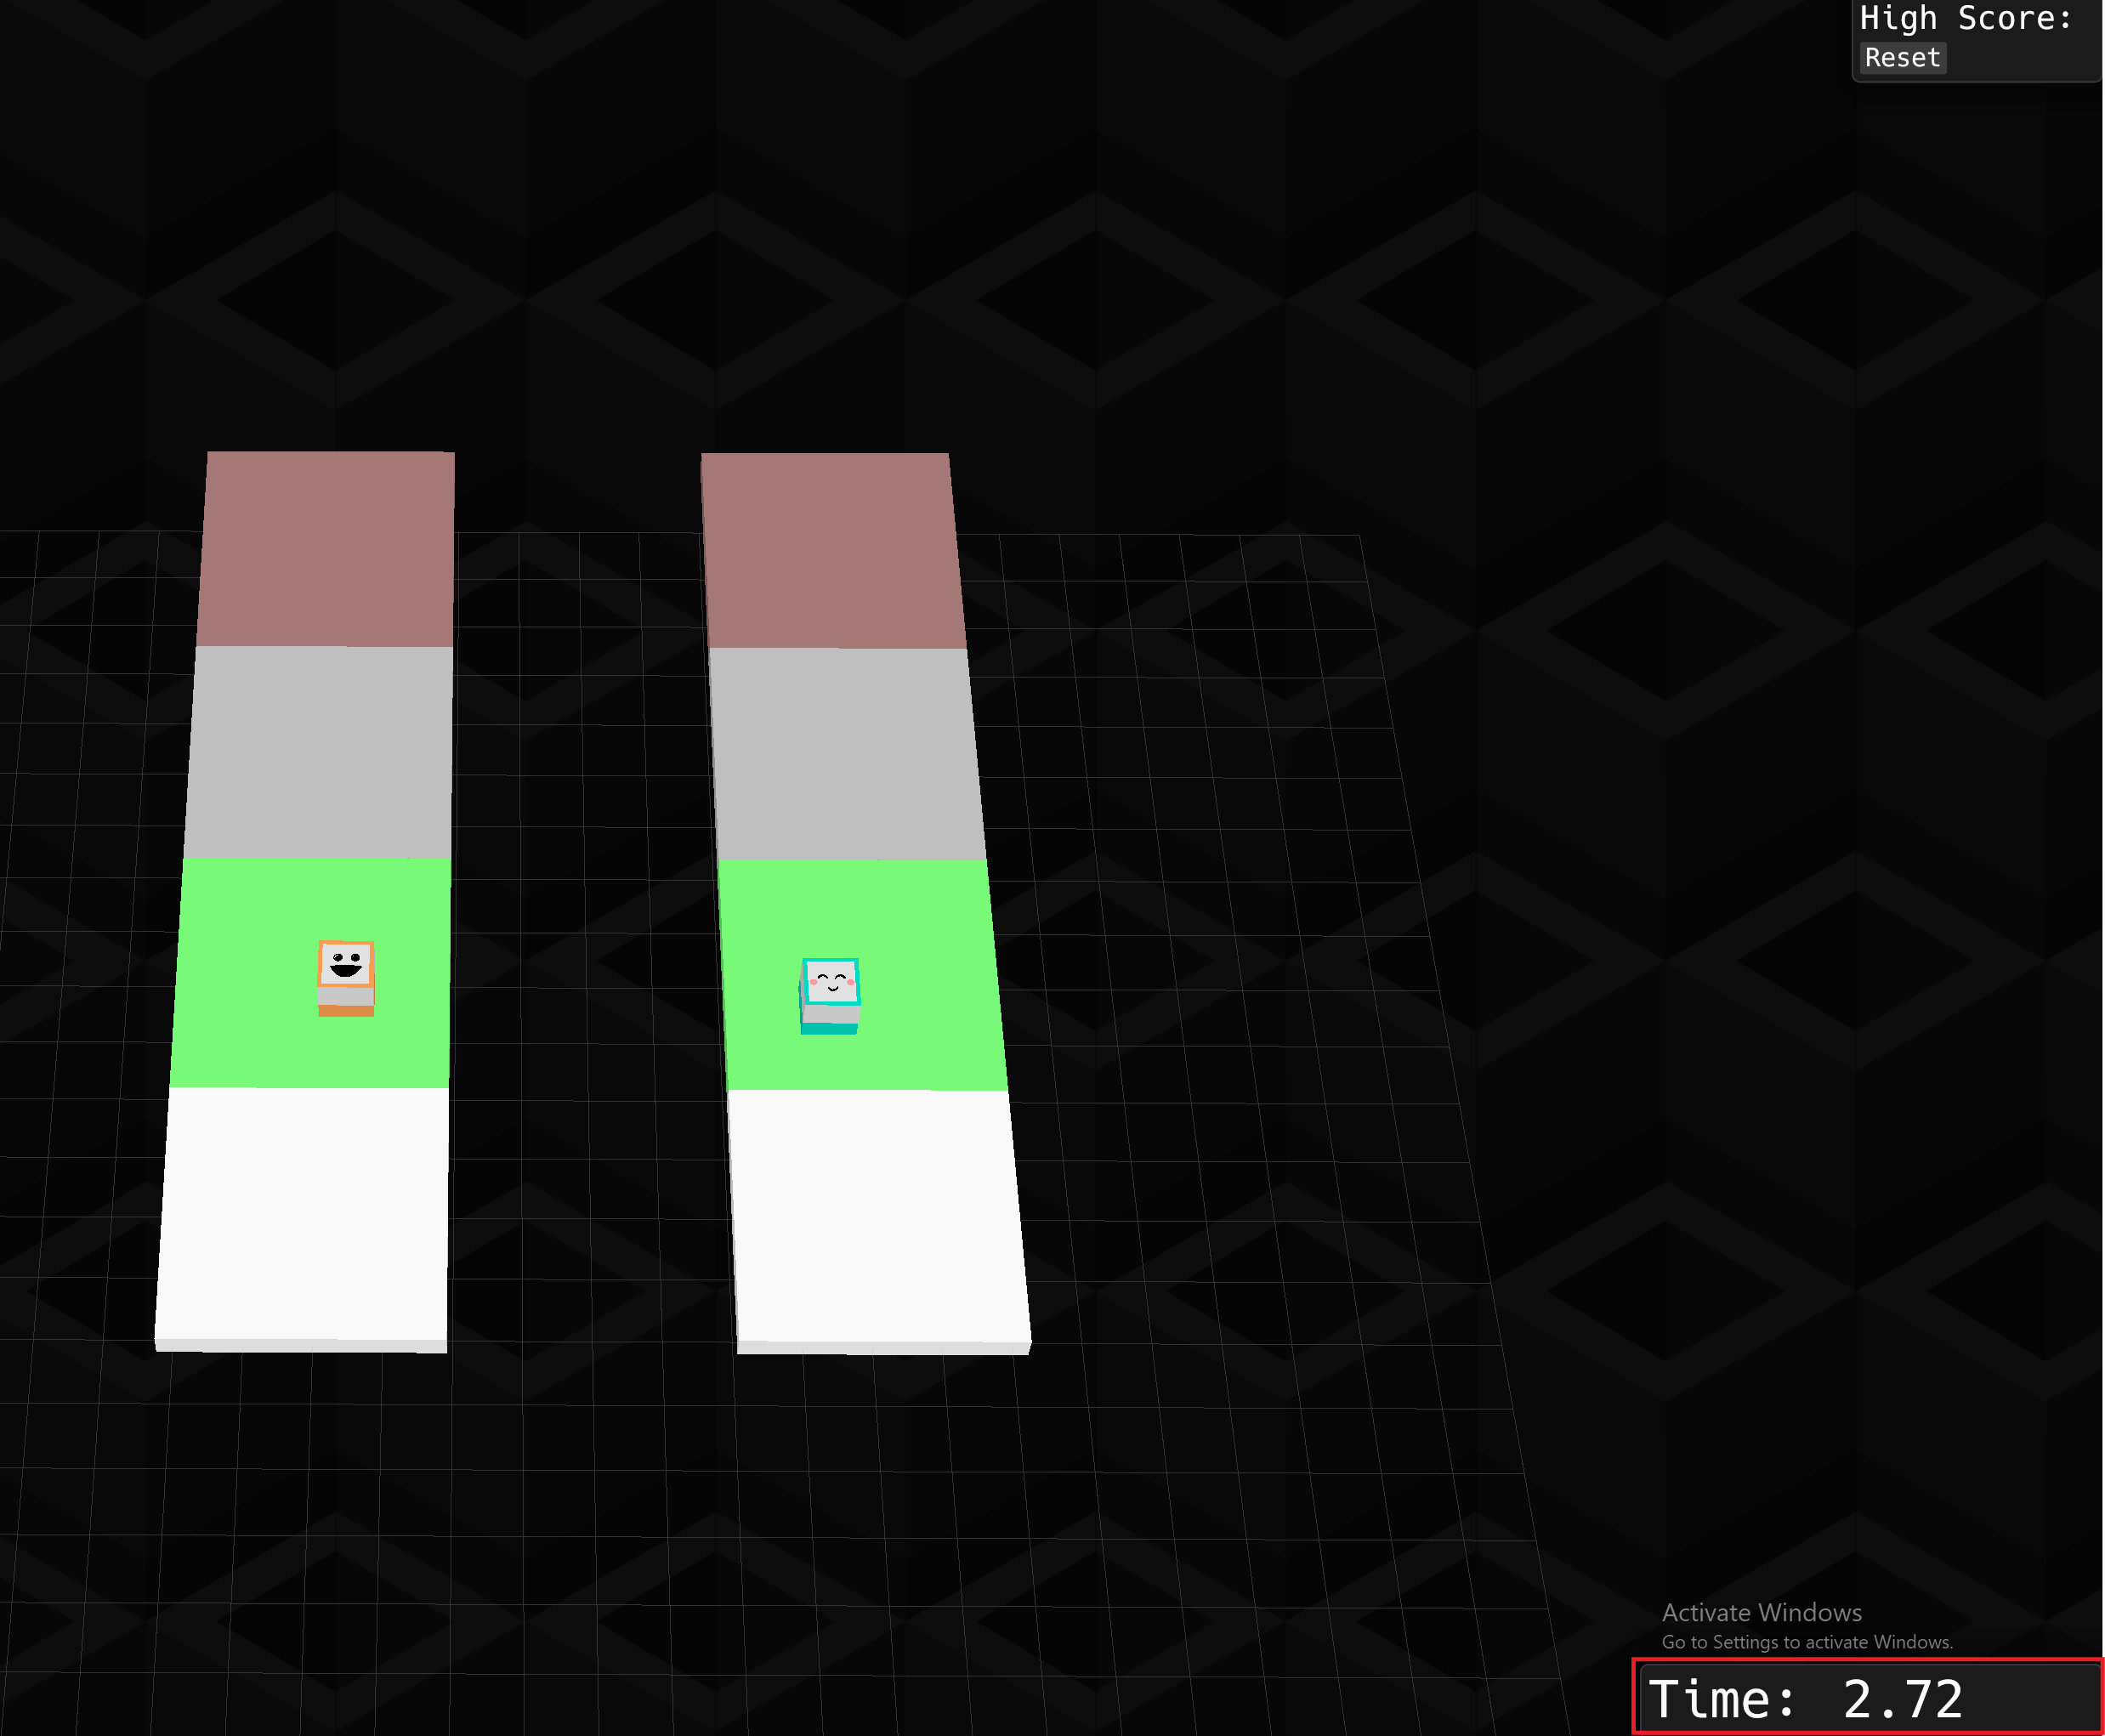 High Score:
Reset
Activate Windows
Go to Settings to activate Windows.
Time: 2.72